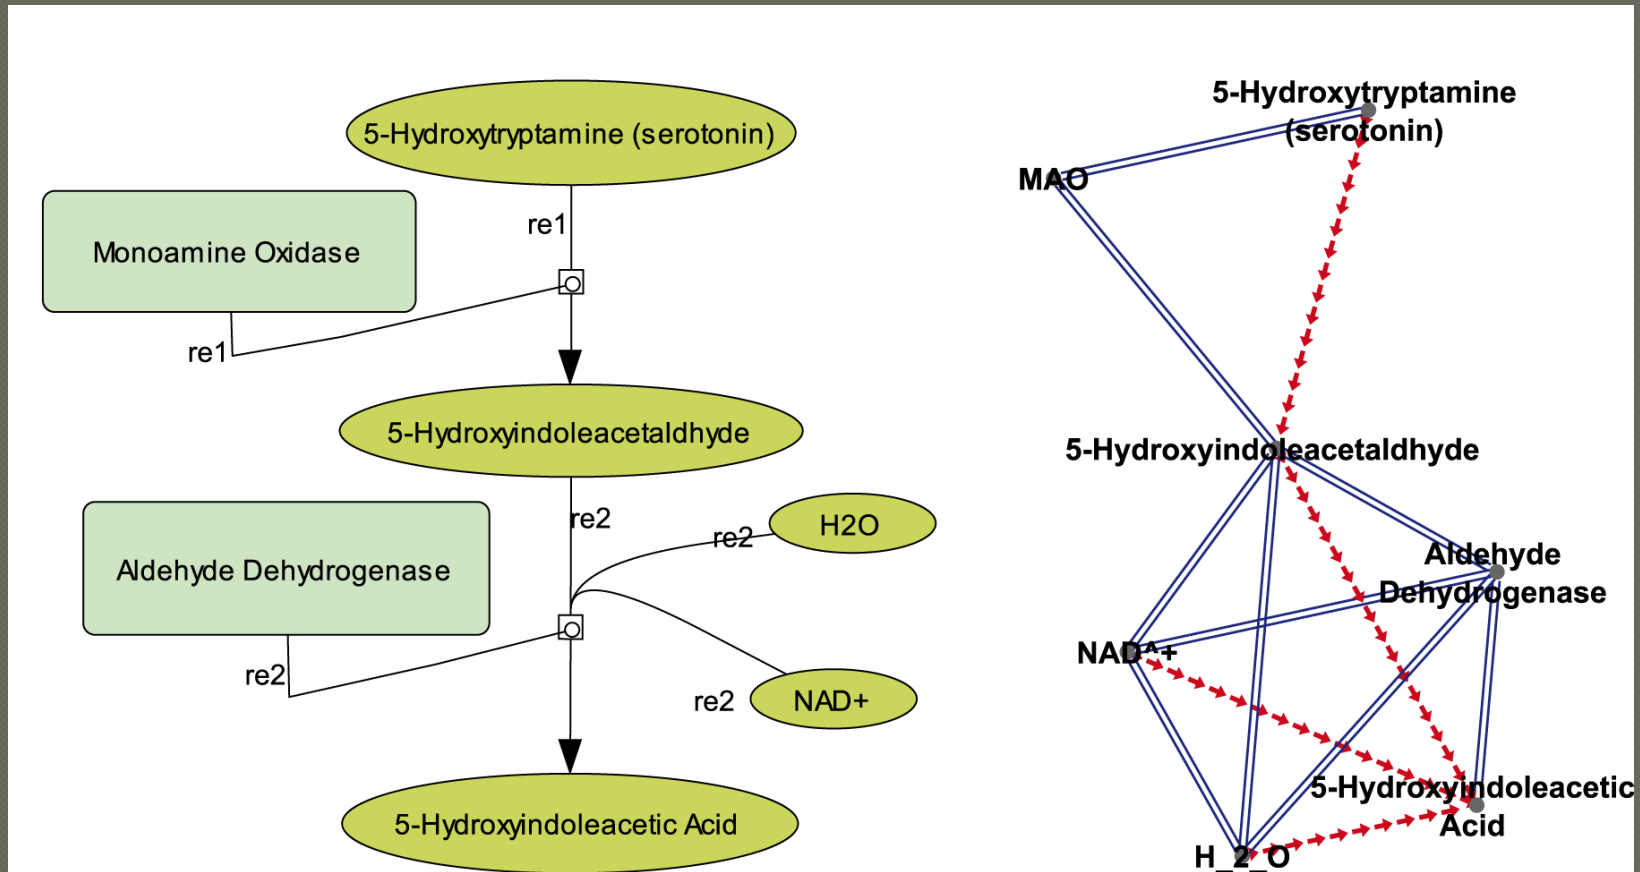 5-Hydroxytryptamine (serotonin)
re1
Monoamine Oxidase
re1
5-Hydroxyindoleacetaldhyde
re2
H2O
re2
Aldehyde Dehydrogenase
re2
re2
NAD+
5-Hydroxyindoleacetic Acid
5-Hydroxytryptamine
(serotonin)
MAO
5-Hydroxyindoleacetaldhyde
Aldehyde
Dehydrogenase
NAD^+
5-Hydroxyindoleacetic
Acid
H_2_O